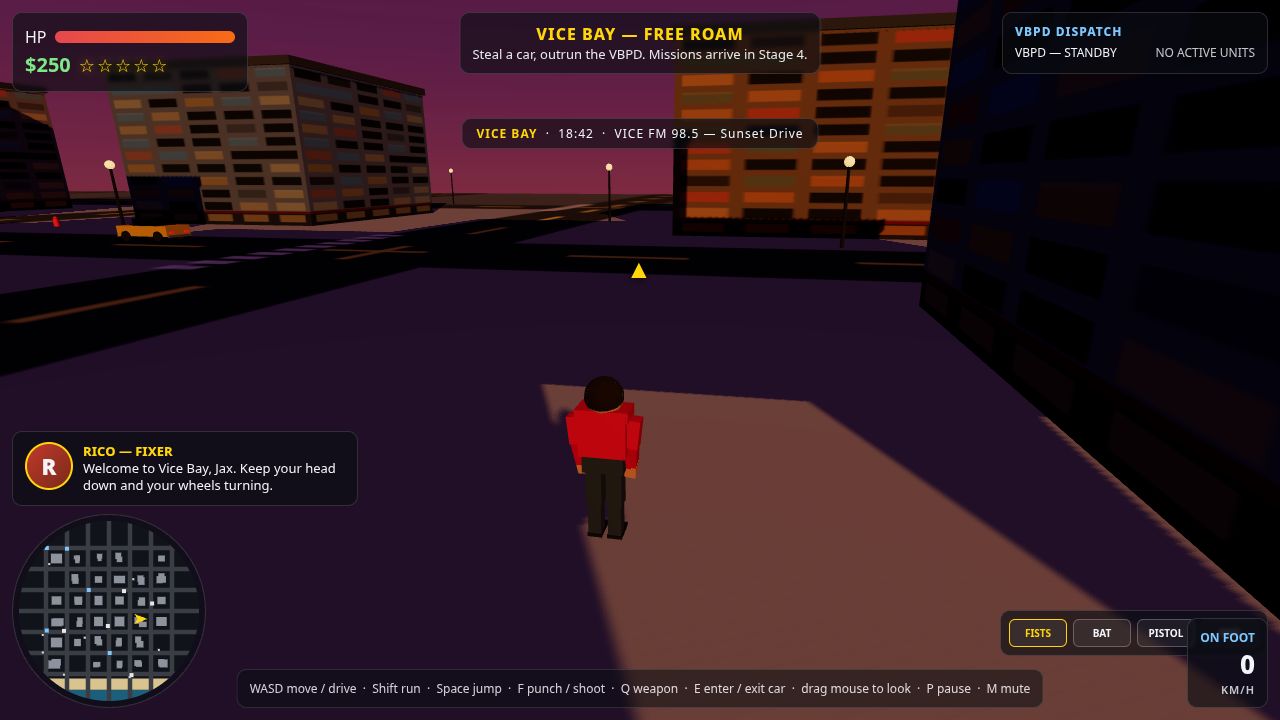 HP
$250 ☆☆☆☆☆
VICE BAY — FREE ROAM
Steal a car, outrun the VBPD. Missions arrive in Stage 4.
VBPD DISPATCH
VBPD — STANDBY NO ACTIVE UNITS
VICE BAY · 18:42 · VICE FM 98.5 — Sunset Drive
R
RICO — FIXER
Welcome to Vice Bay, Jax. Keep your head
down and your wheels turning.
FISTS BAT PISTOL
ON FOOT
0
KM/H
WASD move / drive · Shift run · Space jump · F punch / shoot · Q weapon · E enter / exit car · drag mouse to look · P pause · M mute